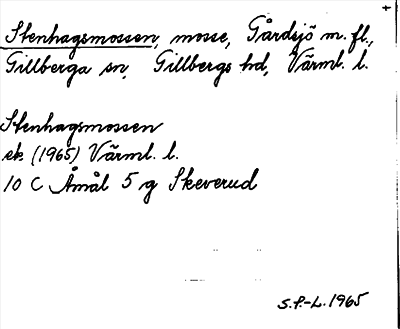 +
Stenhagsmossen, mosse, Gårdsjö m. fl.,
Gillberga sn, Gillbergs hd, Värml. l.
Stenhagsmossen
ek. (1965) Värml. l.
10 C Åmål 5 g Skeverud
S.P.-L. 1965